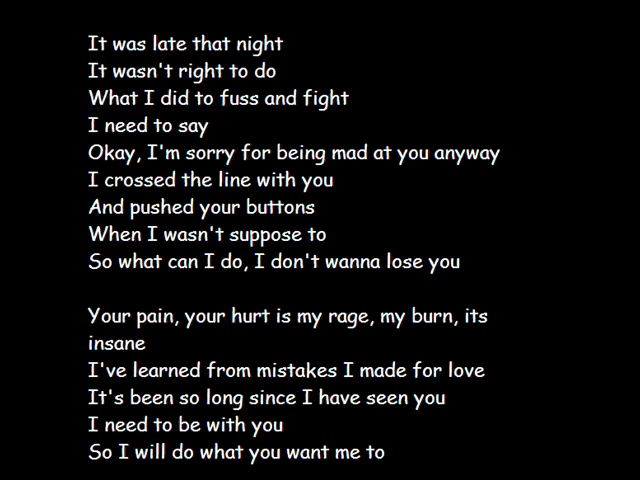 It was late that night
It wasn't right to do
What I did to fuss and fight
I need to say
Okay, I'm sorry for being mad at you anyway
I crossed the line with you
And pushed your buttons
When I wasn't suppose to
So what can I do, I don't wanna lose you
Your pain, your hurt is my rage, my burn, its
insane
I've learned from mistakes I made for love
It's been so long since I have seen you
I need to be with you
So I will do what you want me to